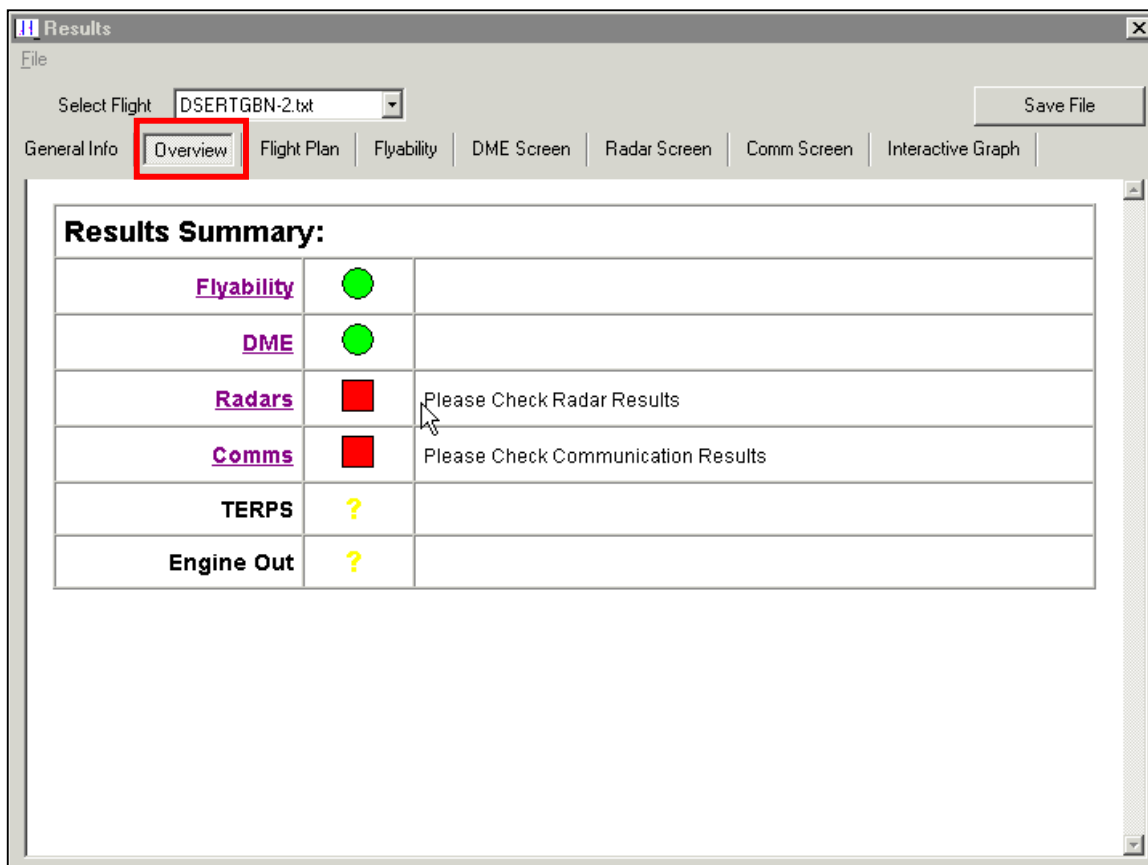 Results
File
Select Flight DSERTGBN-2.txt Save File
General Info Overview Flight Plan Flyability DME Screen Radar Screen Comm Screen Interactive Graph
Results Summary:
Flyability
DME
Radars Please Check Radar Results
Comms Please Check Communication Results
TERPS ?
Engine Out ?